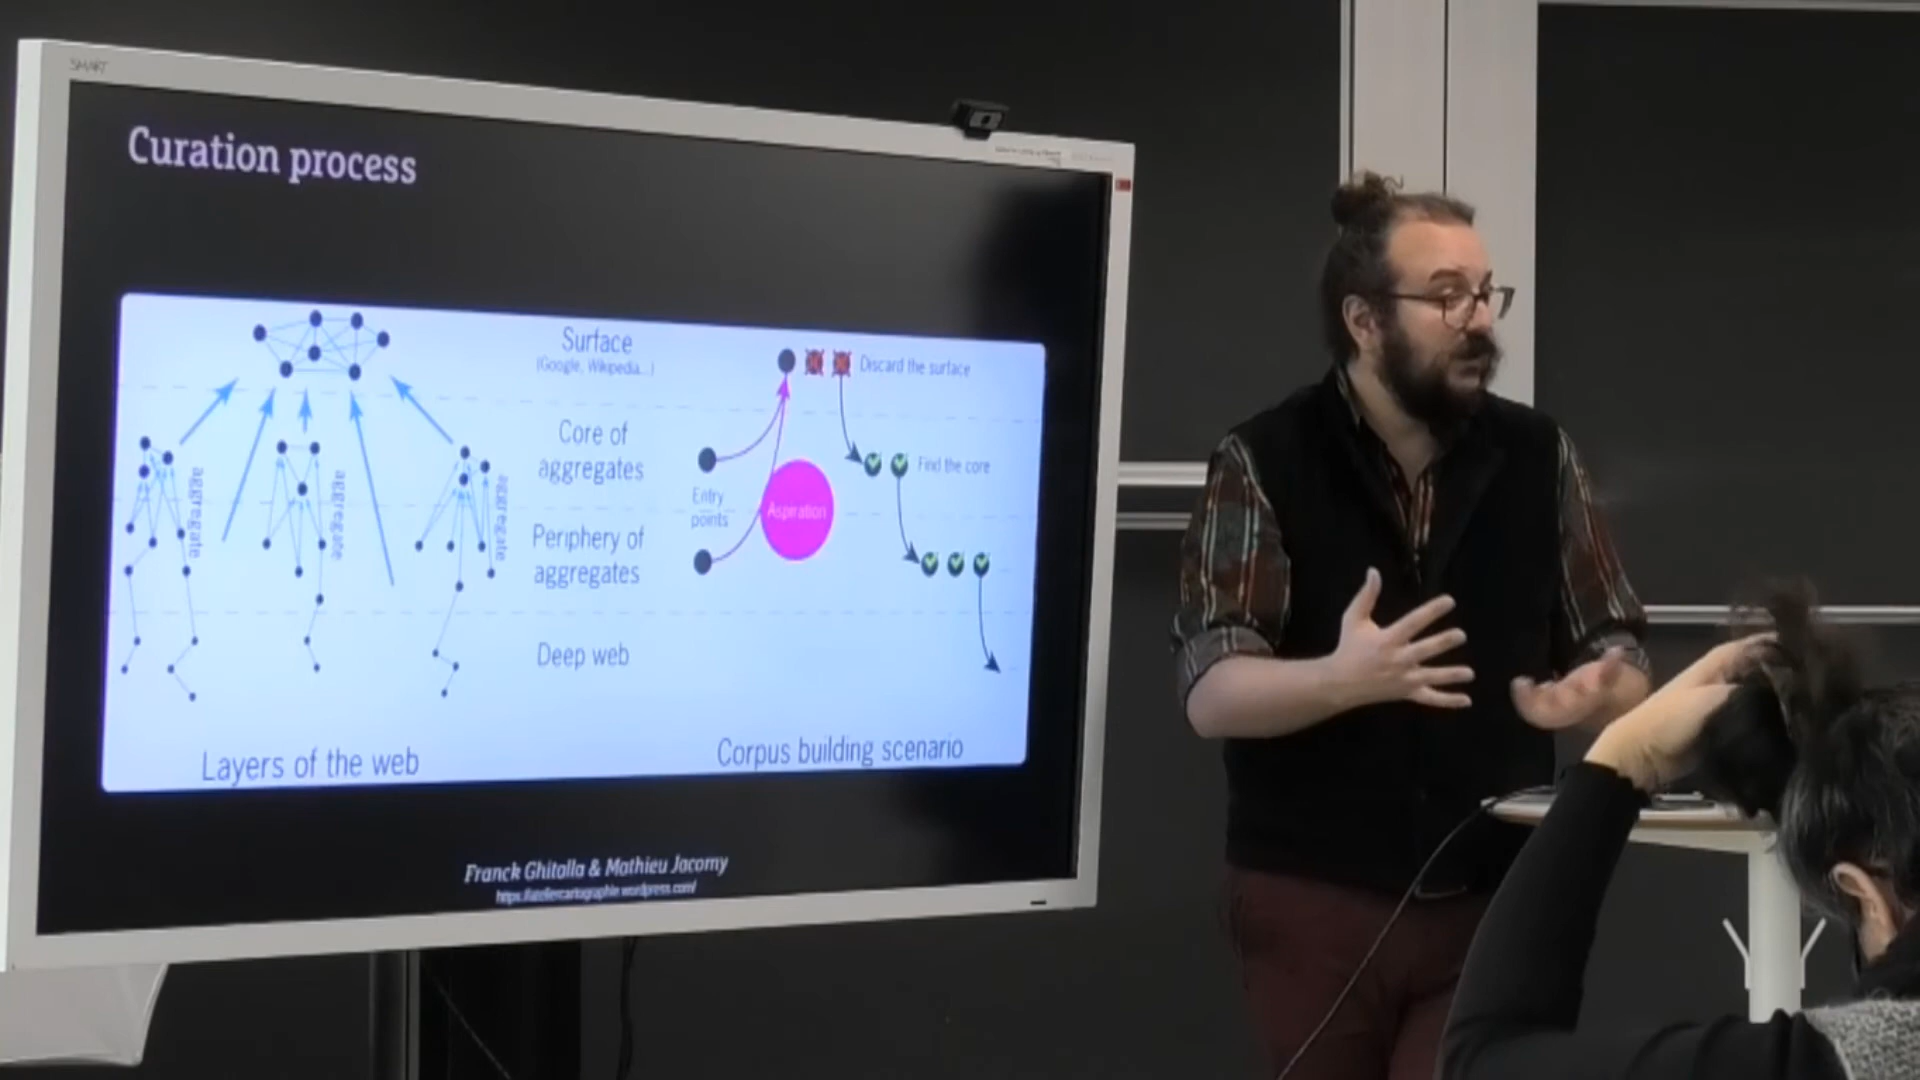 SMART
Curation process
Surface
(Google, Wikipedia...)
Discard the surface
Core of
aggregates
Find the core
aggregate
aggregate
aggregate
Entry
points
Aspiration
Periphery of
aggregates
Deep web
Layers of the web
Corpus building scenario
Franck Ghitalla & Mathieu Jacomy
https://ateliercartographie.wordpress.com/